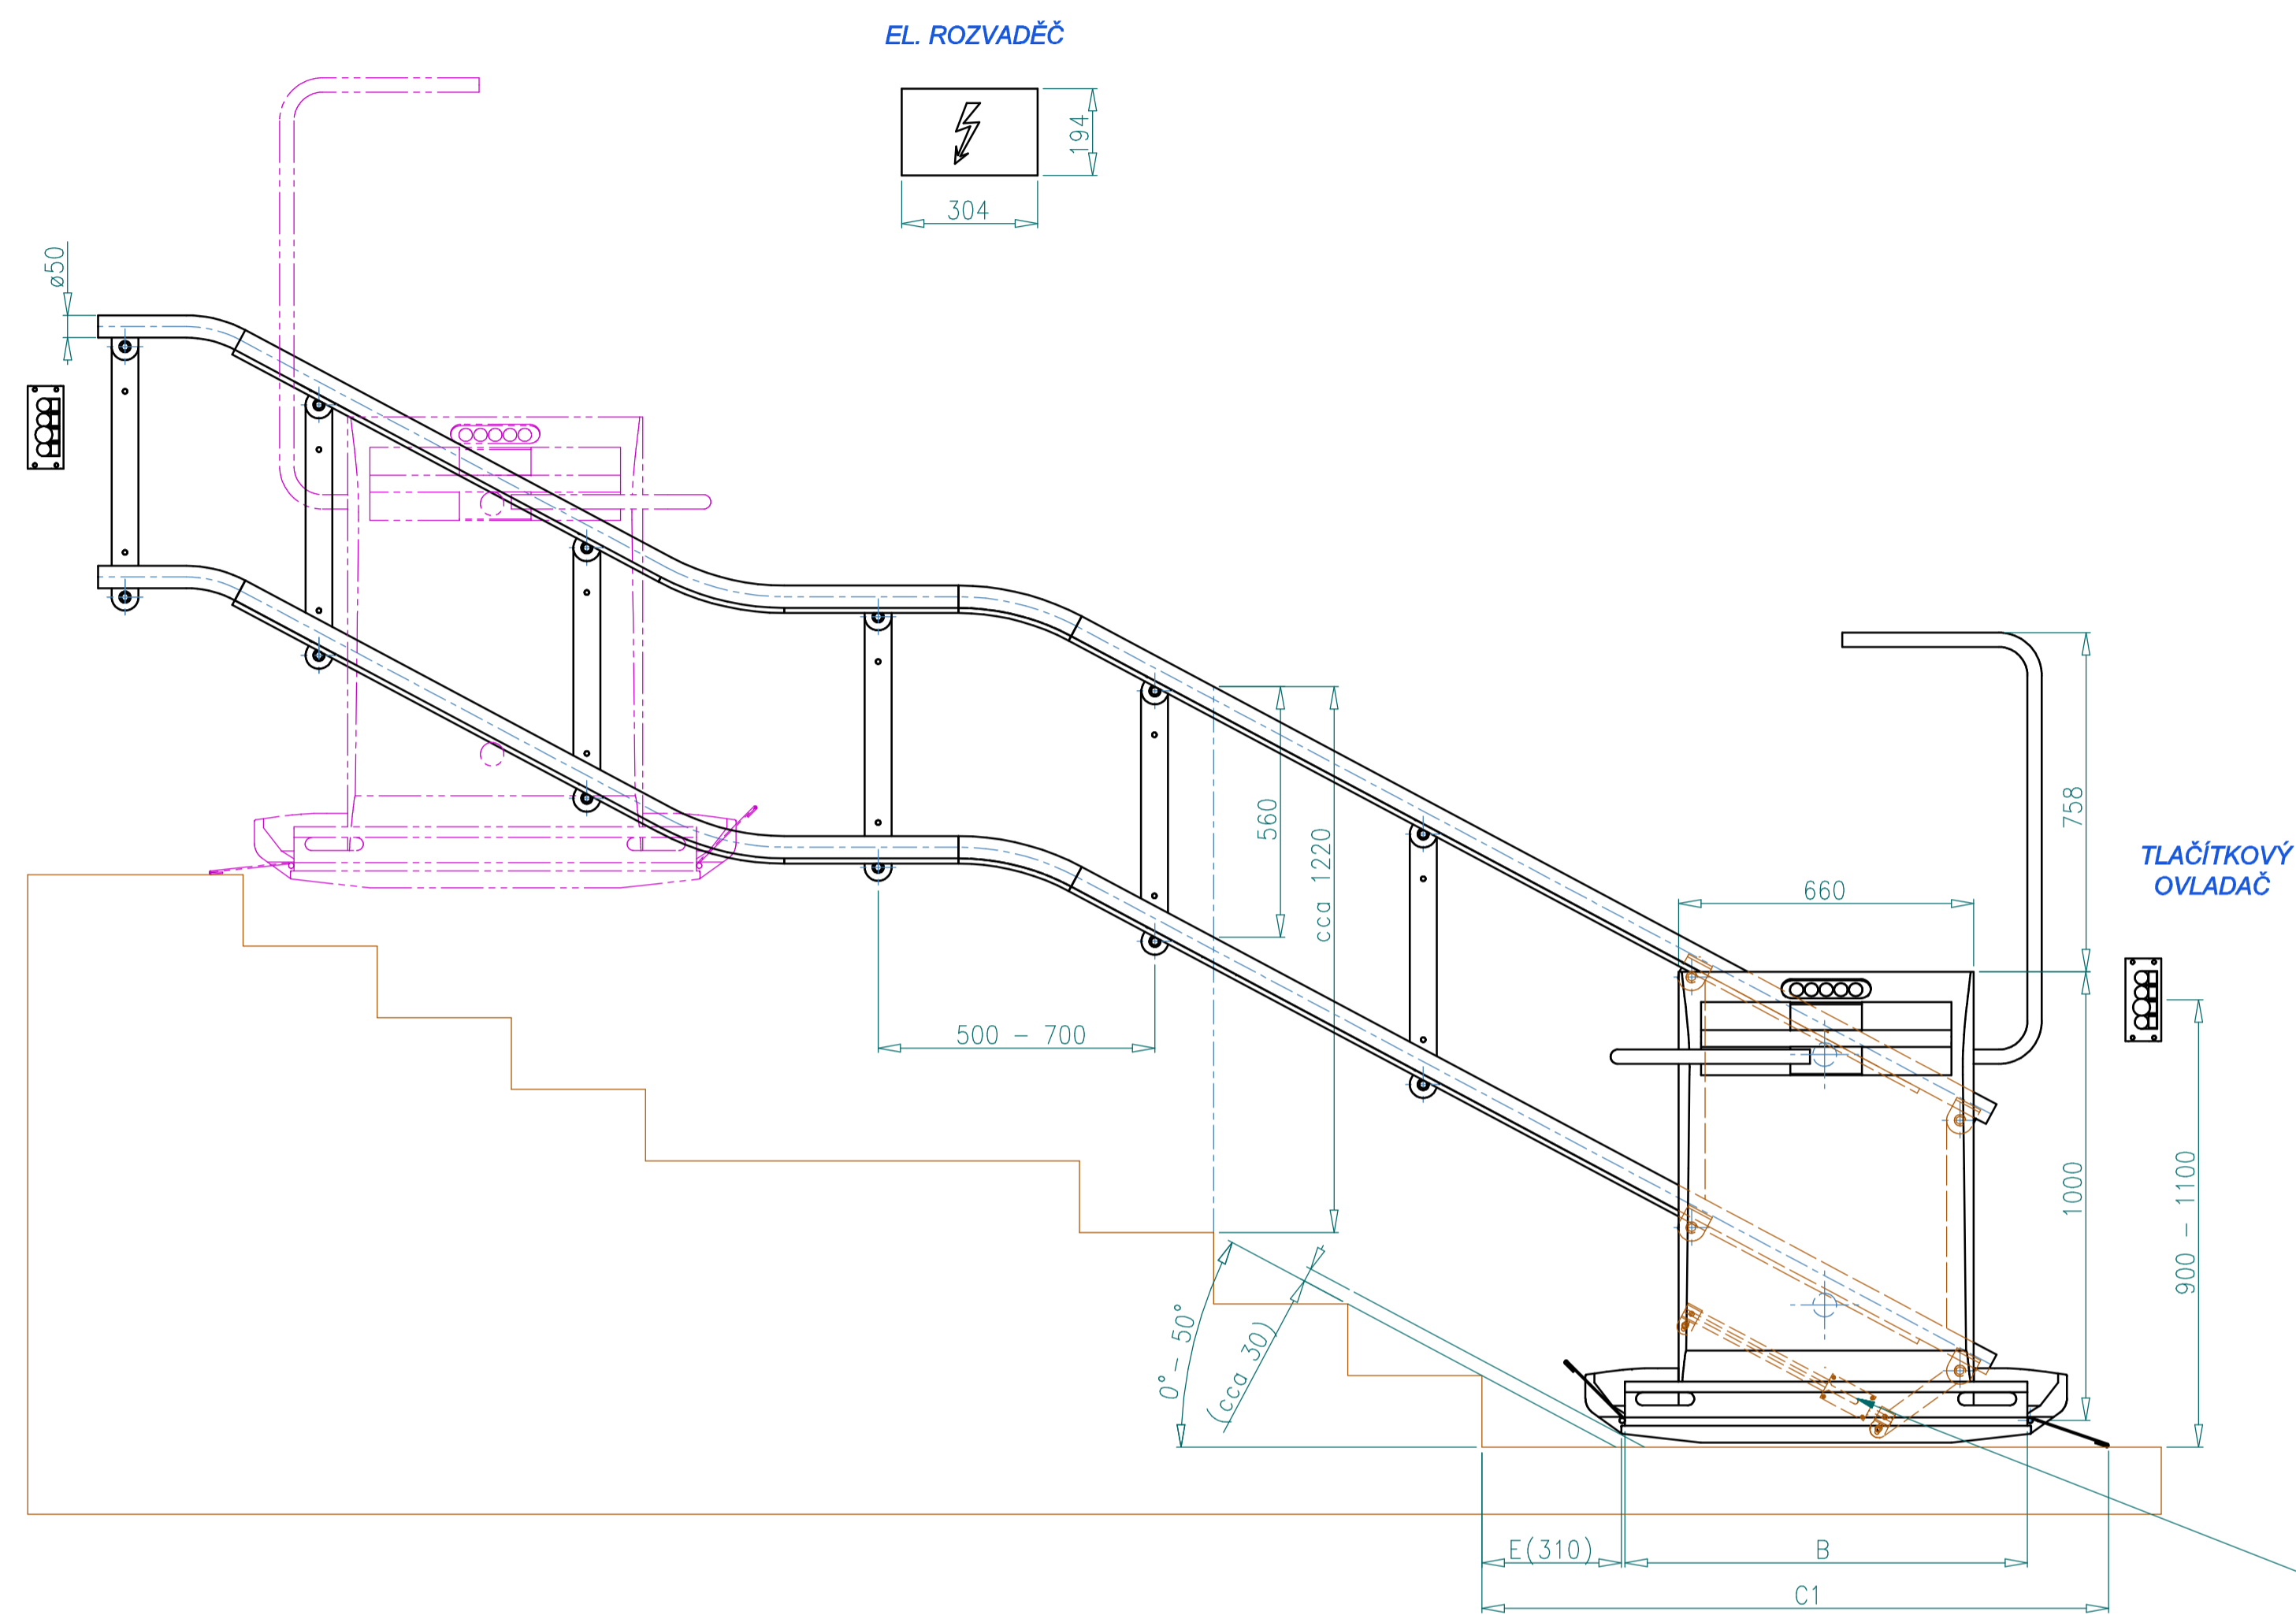 EL. ROZVADĚČ
194
304
ø50
758
560
cca 1220
TLAČÍTKOVÝ
OVLADAČ
660
500 - 700
1000
900 - 1100
0° - 50°
(cca 30)
E(310)
B
C1